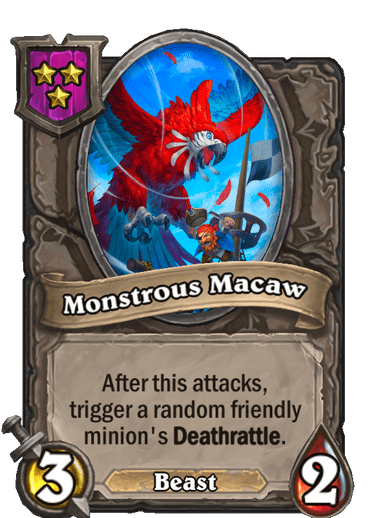 Monstrous Macaw
After this attacks,
trigger a random friendly
minion's Deathrattle.
3
Beast
2